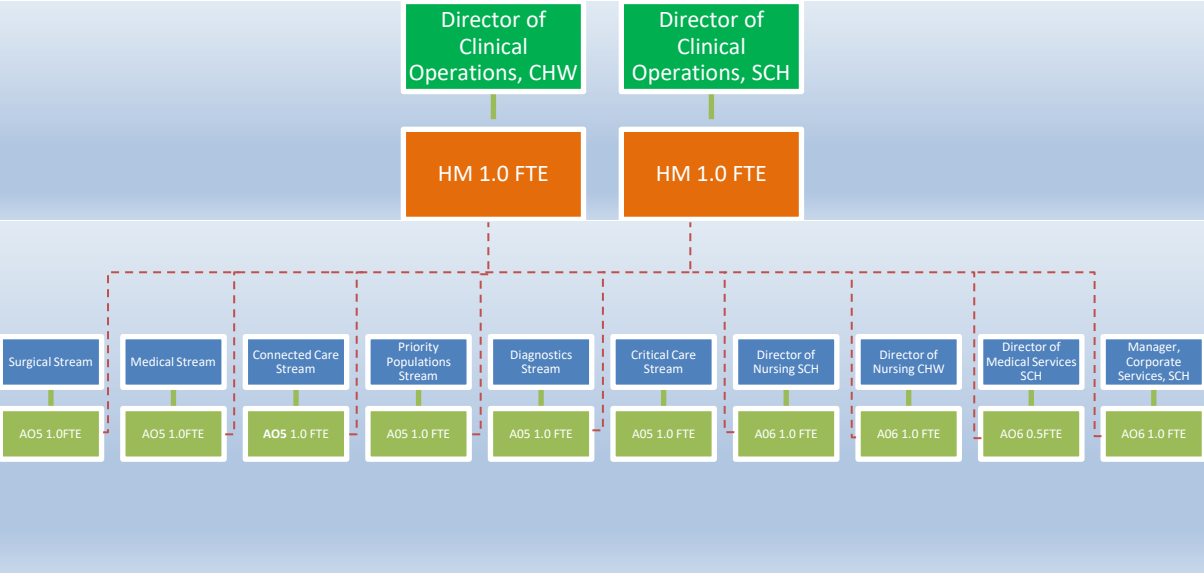 Director of
Clinical
Operations, CHW
Director of
Clinical
Operations, SCH
HM 1.0 FTE
HM 1.0 FTE
Surgical Stream
Medical Stream
Connected Care
Stream
Priority
Populations
Stream
Diagnostics
Stream
Critical Care
Stream
Director of
Nursing SCH
Director of
Nursing CHW
Director of
Medical Services
SCH
Manager,
Corporate
Services, SCH
AO5 1.0FTE
AO5 1.0FTE
AO5 1.0 FTE
A05 1.0 FTE
A05 1.0 FTE
A05 1.0 FTE
A06 1.0 FTE
A06 1.0 FTE
AO6 0.5FTE
AO6 1.0 FTE